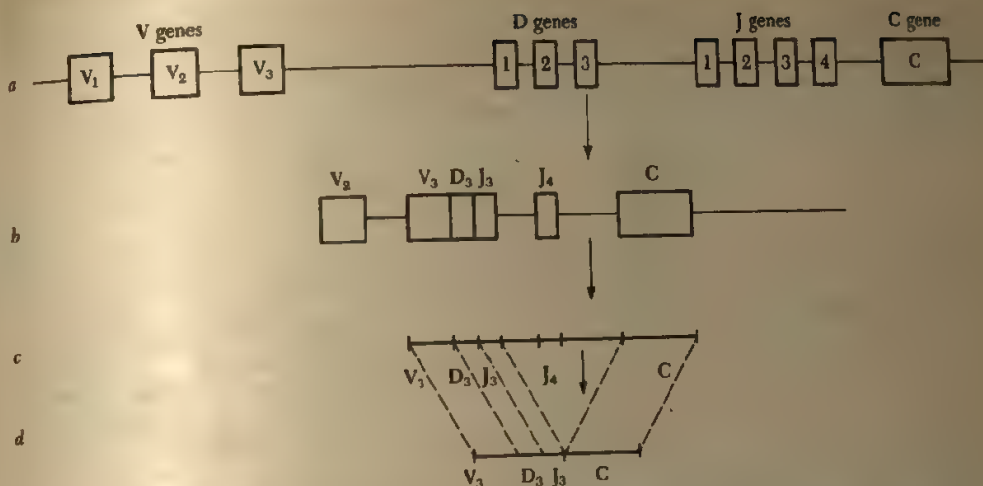 V genes D genes J genes C gene
a V₁ V₂ V₃ 1 2 3 1 2 3 4 C
V₂ V₃ D₃ J₃ J₄ C
b
c
V₃ D₃ J₃ J₄ C
d
V₃ D₃ J₃ C